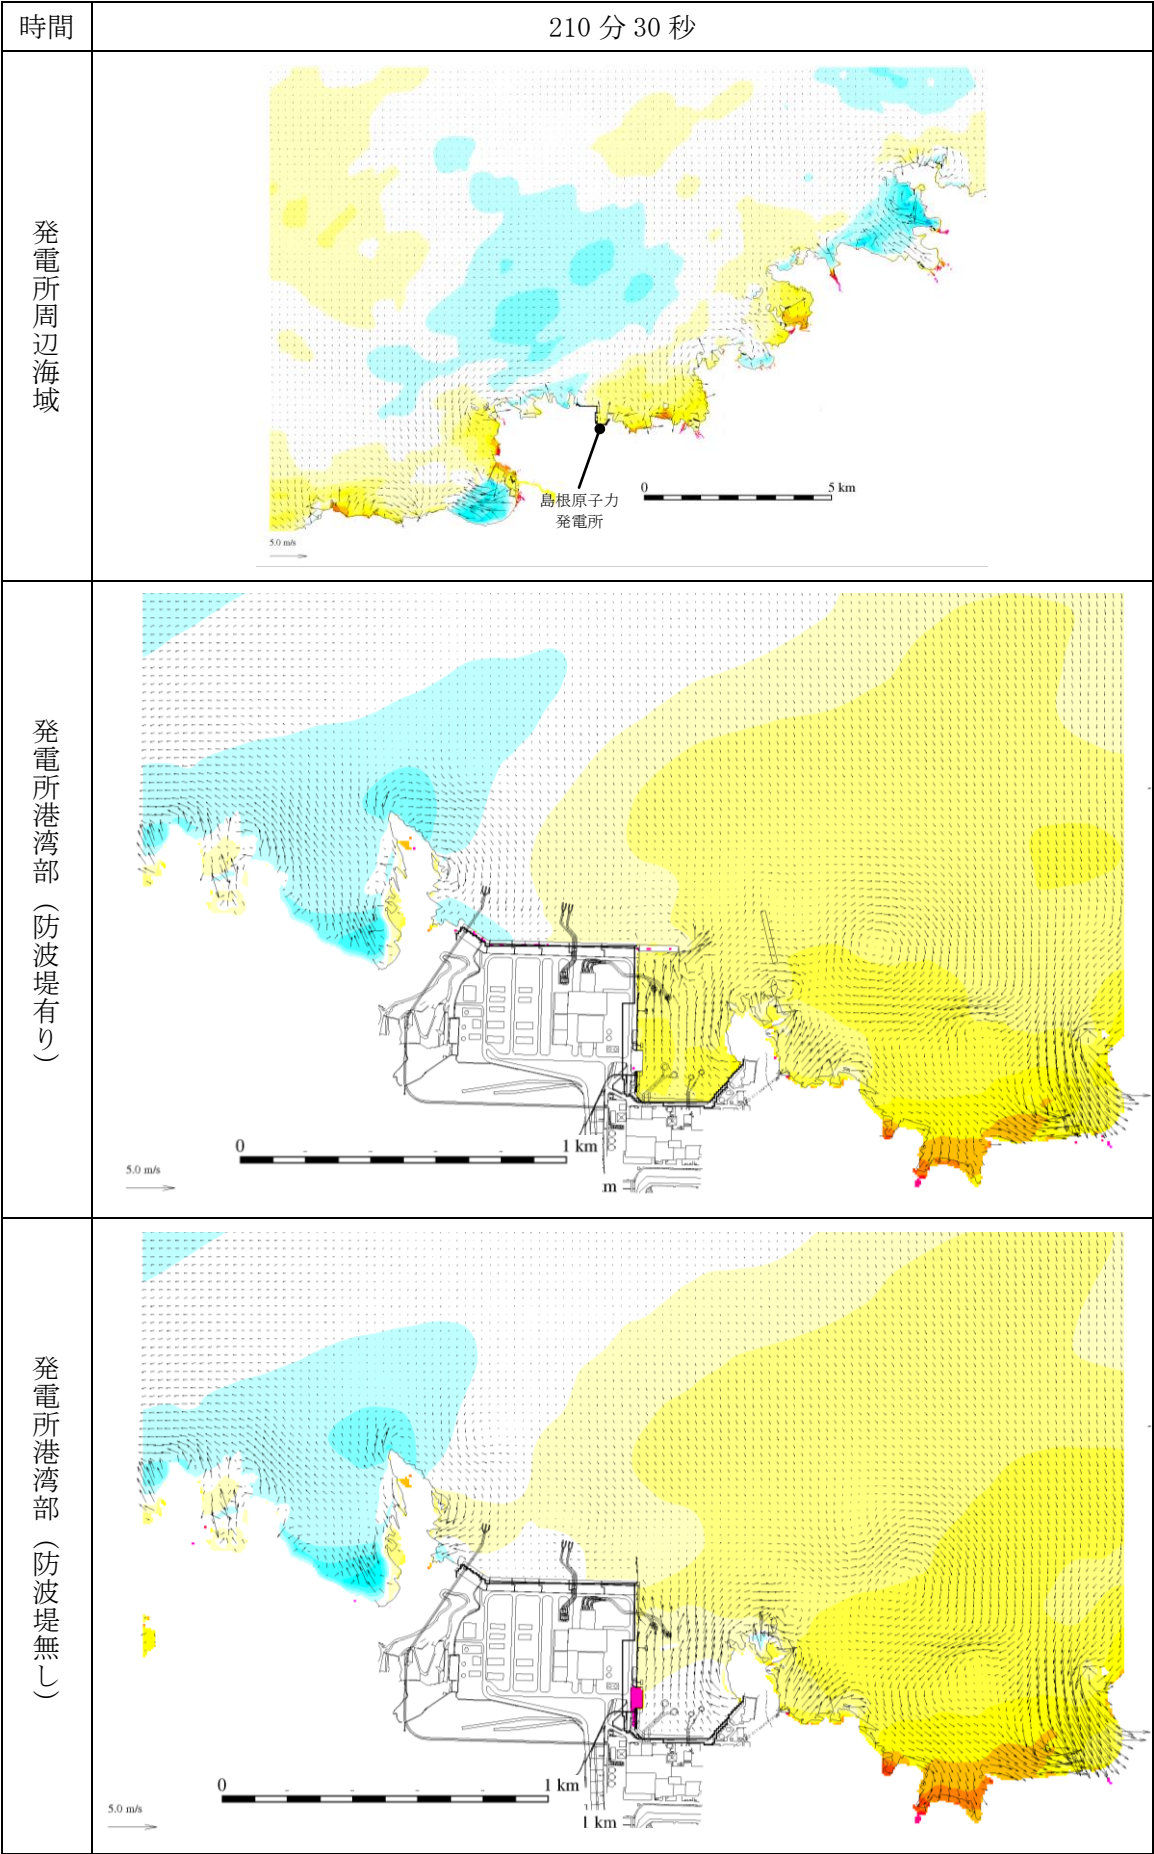 時間
210 分 30 秒
発電所周辺海域
島根原子力
発電所
0
5 km
5.0 m/s
発電所港湾部（防波堤有り）
0
1 km
5.0 m/s
m
発電所港湾部（防波堤無し）
0
1 km
5.0 m/s
1 km